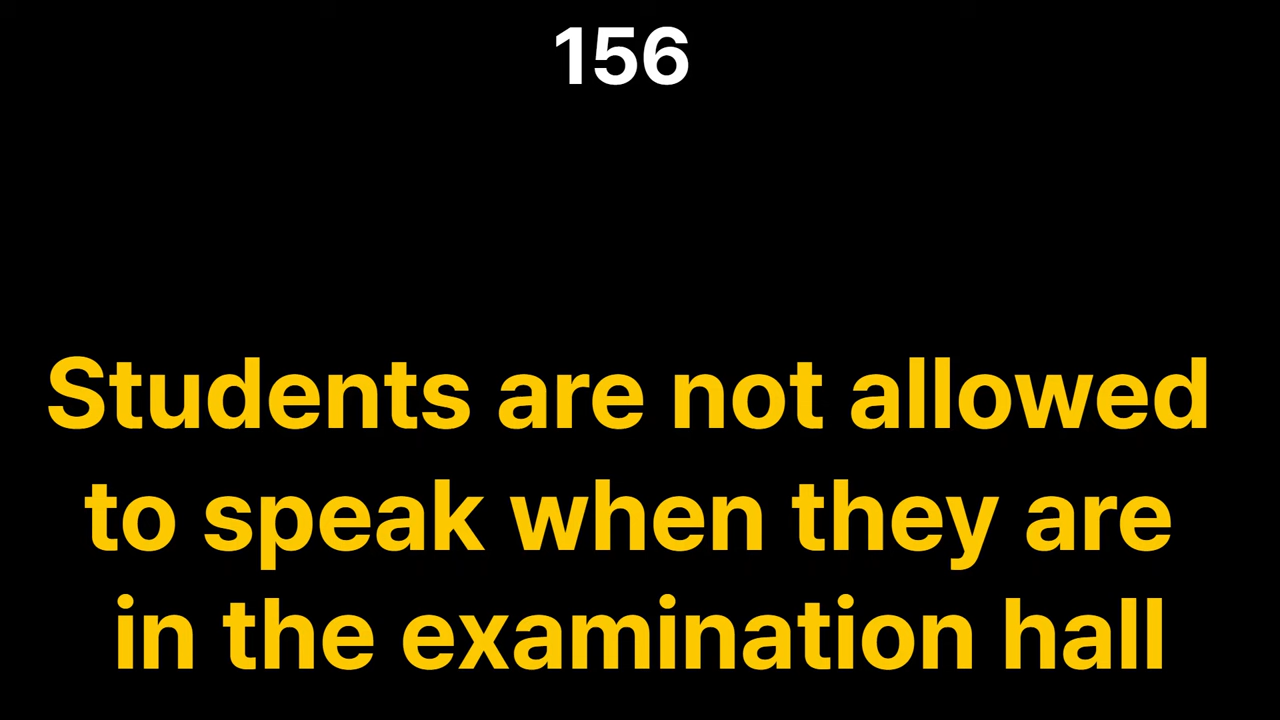 156
Students are not allowed
to speak when they are
in the examination hall